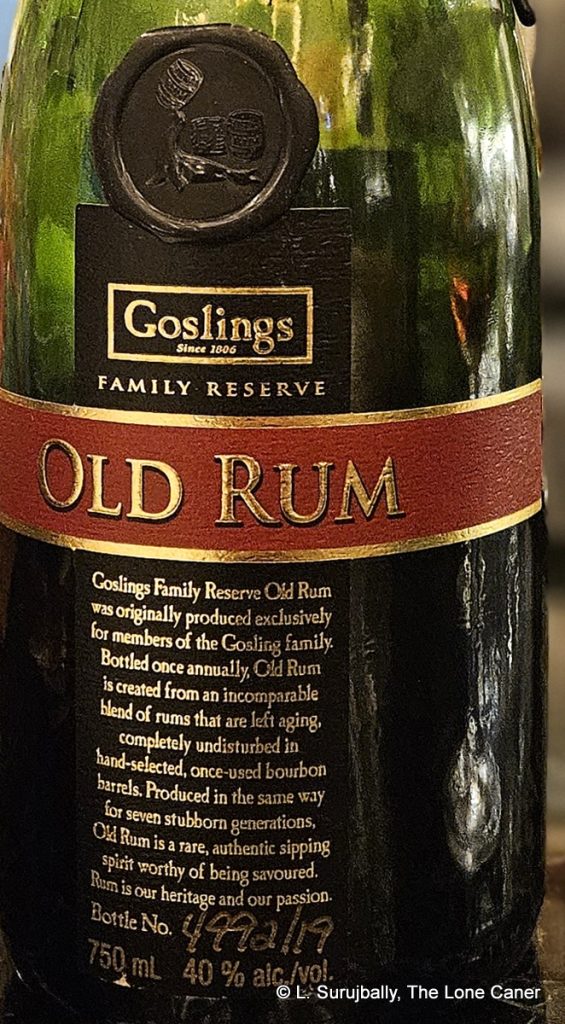 Goslings
Since 1806
FAMILY RESERVE
OLD RUM
Goslings Family Reserve Old Rum
was originally produced exclusively
for members of the Gosling family.
Bottled once annually, Old Rum
is created from an incomparable
blend of rums that are left aging,
completely undisturbed in
hand-selected, once-used bourbon
barrels. Produced in the same way
for seven stubborn generations,
Old Rum is a rare, authentic sipping
spirit worthy of being savoured.
Rum is our heritage and our passion.
Bottle No. 4992/19
750 mL 40 % alc./vol.
© L. Surujbally, The Lone Caner